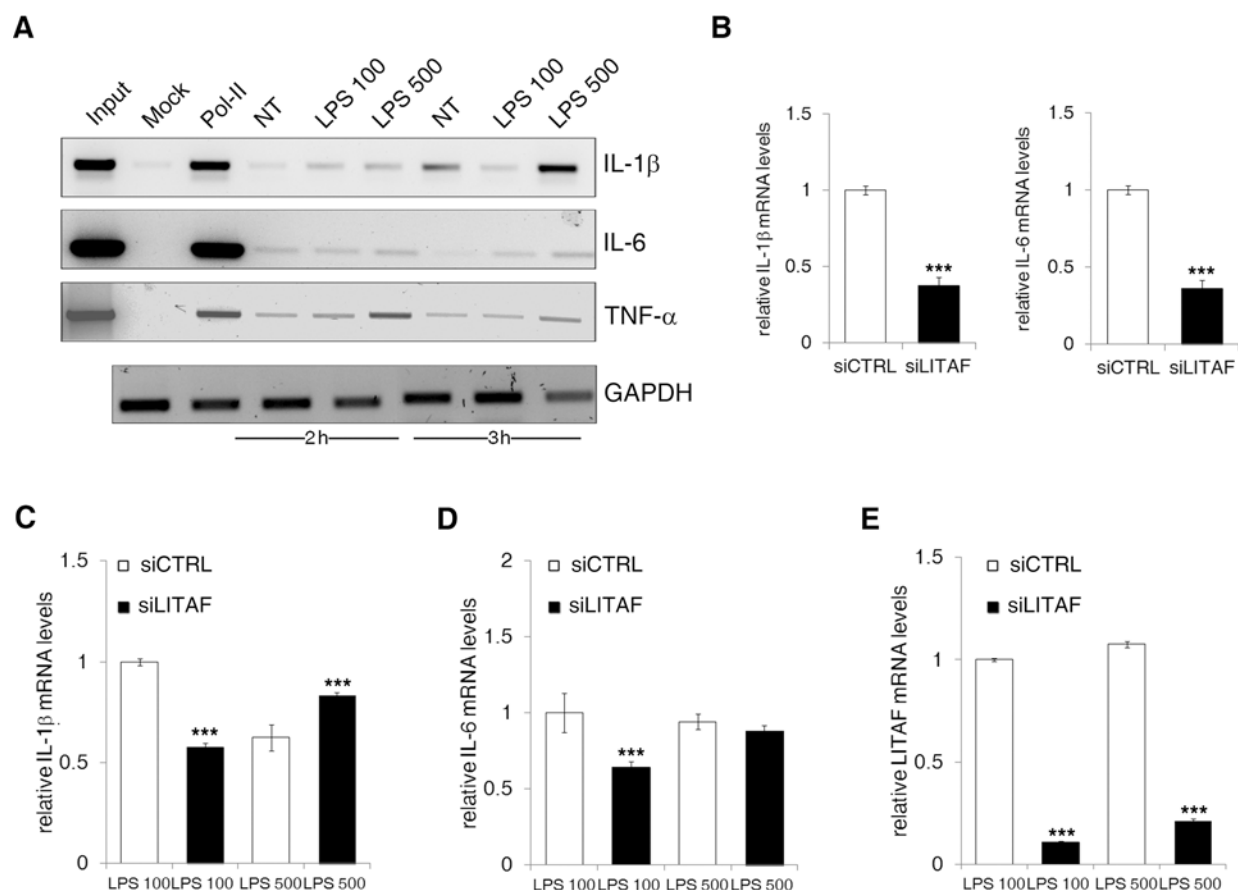 A
Input Mock Pol-II NT LPS 100 LPS 500 NT LPS 100 LPS 500
IL-1β
IL-6
TNF-α
GAPDH
2h 3h
B
relative IL-1β mRNA levels
1.5
1
0.5
0
***
siCTRL siLITAF
relative IL-6 mRNA levels
1.5
1
0.5
0
***
siCTRL siLITAF
C
relative IL-1β mRNA levels
1.5
1
0.5
0
siCTRL
siLITAF
*** ***
LPS 100 LPS 100 LPS 500 LPS 500
D
relative IL-6 mRNA levels
2
1.5
1
0.5
0
siCTRL
siLITAF
***
LPS 100 LPS 100 LPS 500 LPS 500
E
relative LITAF mRNA levels
1.5
1
0.5
0
siCTRL
siLITAF
*** ***
LPS 100 LPS 100 LPS 500 LPS 500